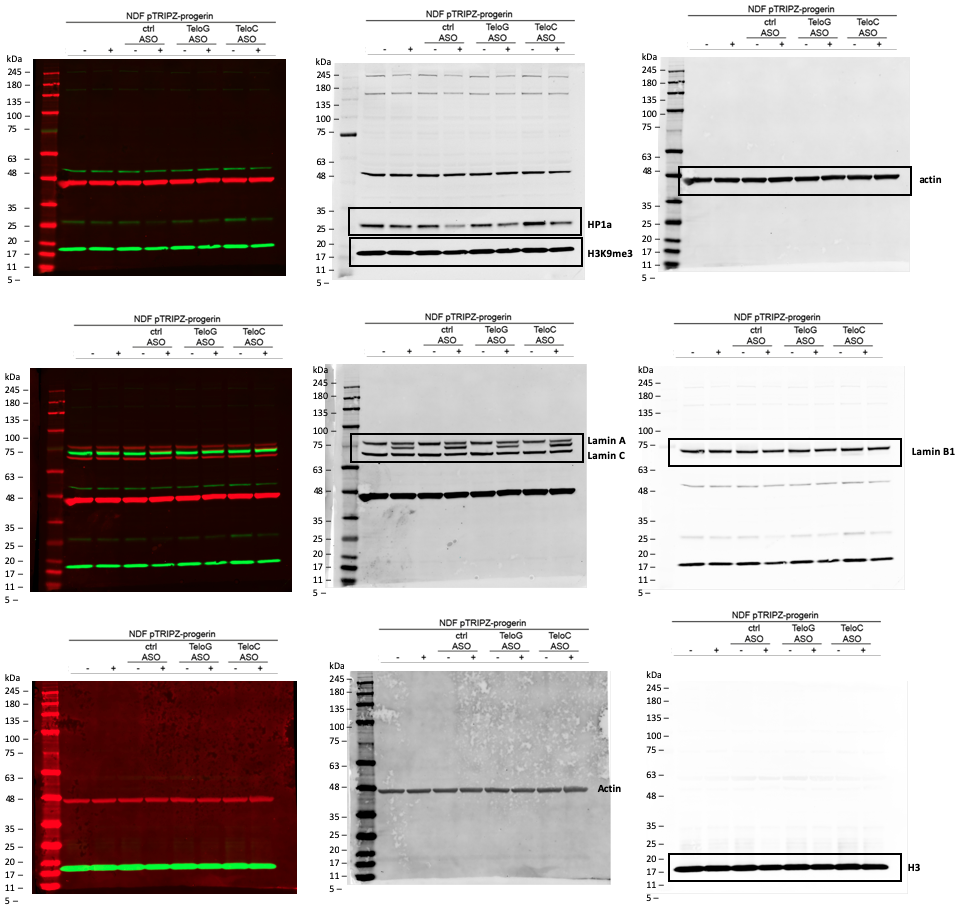 NDF pTRIPZ-progerin
ctrl ASO TeloG ASO TeloC ASO
- + - + - + - +
kDa
245
180
135
100
75
63
48
35
25
20
17
11
5
NDF pTRIPZ-progerin
ctrl ASO TeloG ASO TeloC ASO
- + - + - + - +
kDa
245
180
135
100
75
63
48
35
25
20
17
11
5
HP1a
H3K9me3
NDF pTRIPZ-progerin
ctrl ASO TeloG ASO TeloC ASO
- + - + - + - +
kDa
245
180
135
100
75
63
48
35
25
20
17
11
5
actin
NDF pTRIPZ-progerin
ctrl ASO TeloG ASO TeloC ASO
- + - + - + - +
kDa
245
180
135
100
75
63
48
35
25
20
17
11
5
NDF pTRIPZ-progerin
ctrl ASO TeloG ASO TeloC ASO
- + - + - + - +
kDa
245
180
135
100
75
63
48
35
25
20
17
11
5
Lamin A
Lamin C
NDF pTRIPZ-progerin
ctrl ASO TeloG ASO TeloC ASO
- + - + - + - +
kDa
245
180
135
100
75
63
48
35
25
20
17
11
5
Lamin B1
NDF pTRIPZ-progerin
ctrl ASO TeloG ASO TeloC ASO
- + - + - + - +
kDa
245
180
135
100
75
63
48
35
25
20
17
11
5
NDF pTRIPZ-progerin
ctrl ASO TeloG ASO TeloC ASO
- + - + - + - +
kDa
245
180
135
100
75
63
48
35
25
20
17
11
5
Actin
NDF pTRIPZ-progerin
ctrl ASO TeloG ASO TeloC ASO
- + - + - + - +
kDa
245
180
135
100
75
63
48
35
25
20
17
11
5
H3